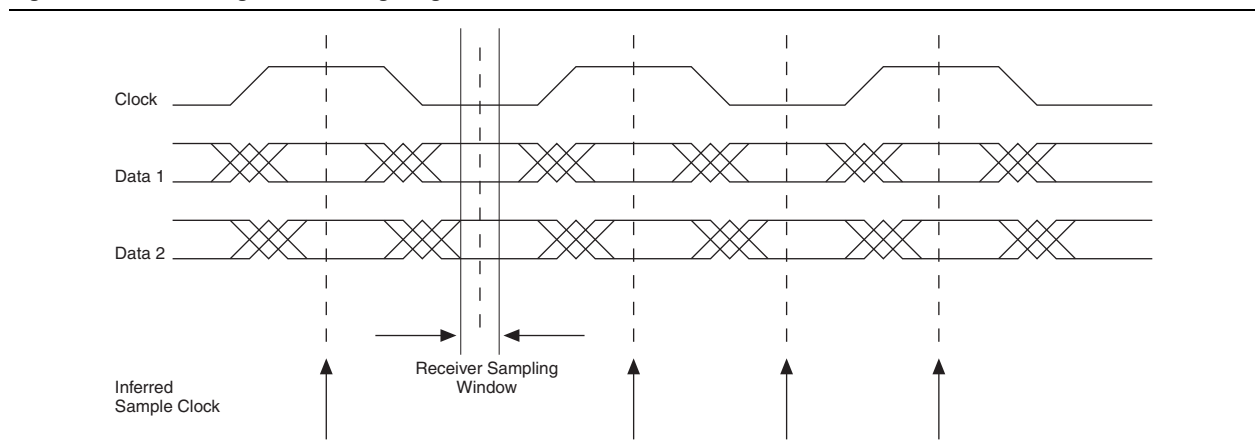 Clock
Data 1
Data 2
Receiver Sampling
Window
Inferred
Sample Clock